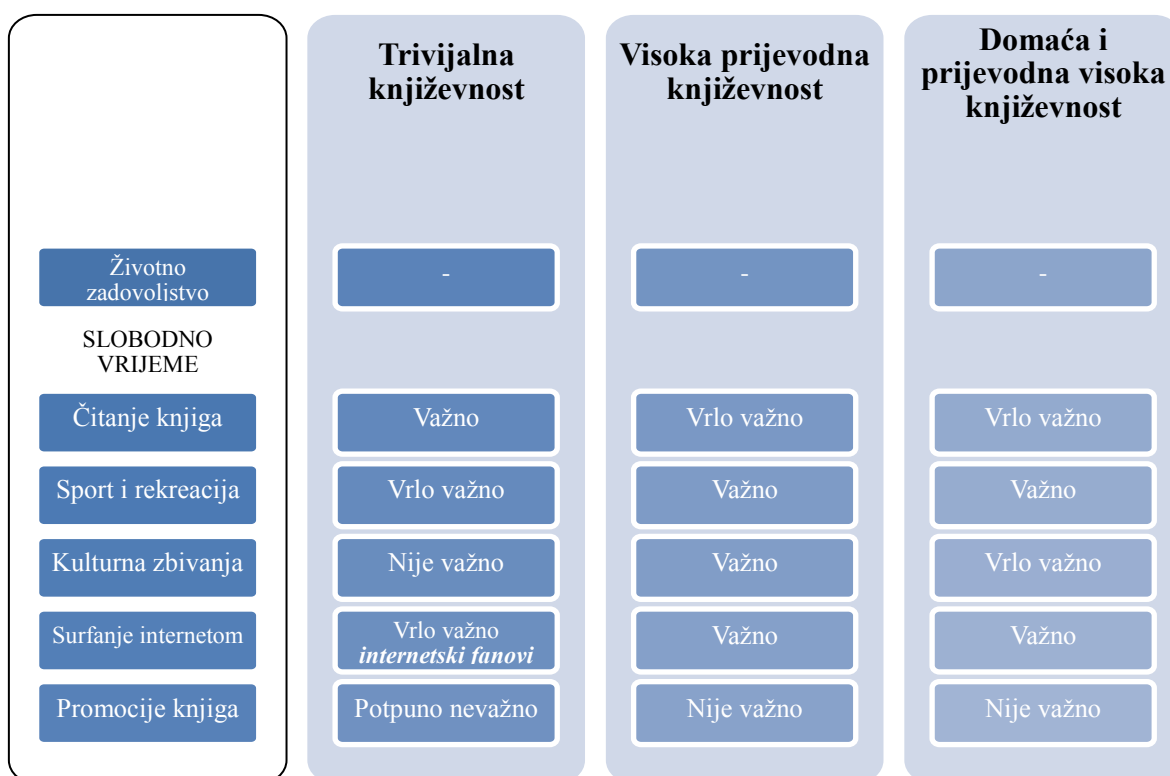 Trivijalna
književnost
Visoka prijevodna
književnost
Domaća i
prijevodna visoka
književnost
Životno
zadovoljstvo
-
-
-
SLOBODNO
VRIJEME
Čitanje knjiga
Važno
Vrlo važno
Vrlo važno
Sport i rekreacija
Vrlo važno
Važno
Važno
Kulturna zbivanja
Nije važno
Važno
Vrlo važno
Surfanje internetom
Vrlo važno
internetski fanovi
Važno
Važno
Promocije knjiga
Potpuno nevažno
Nije važno
Nije važno